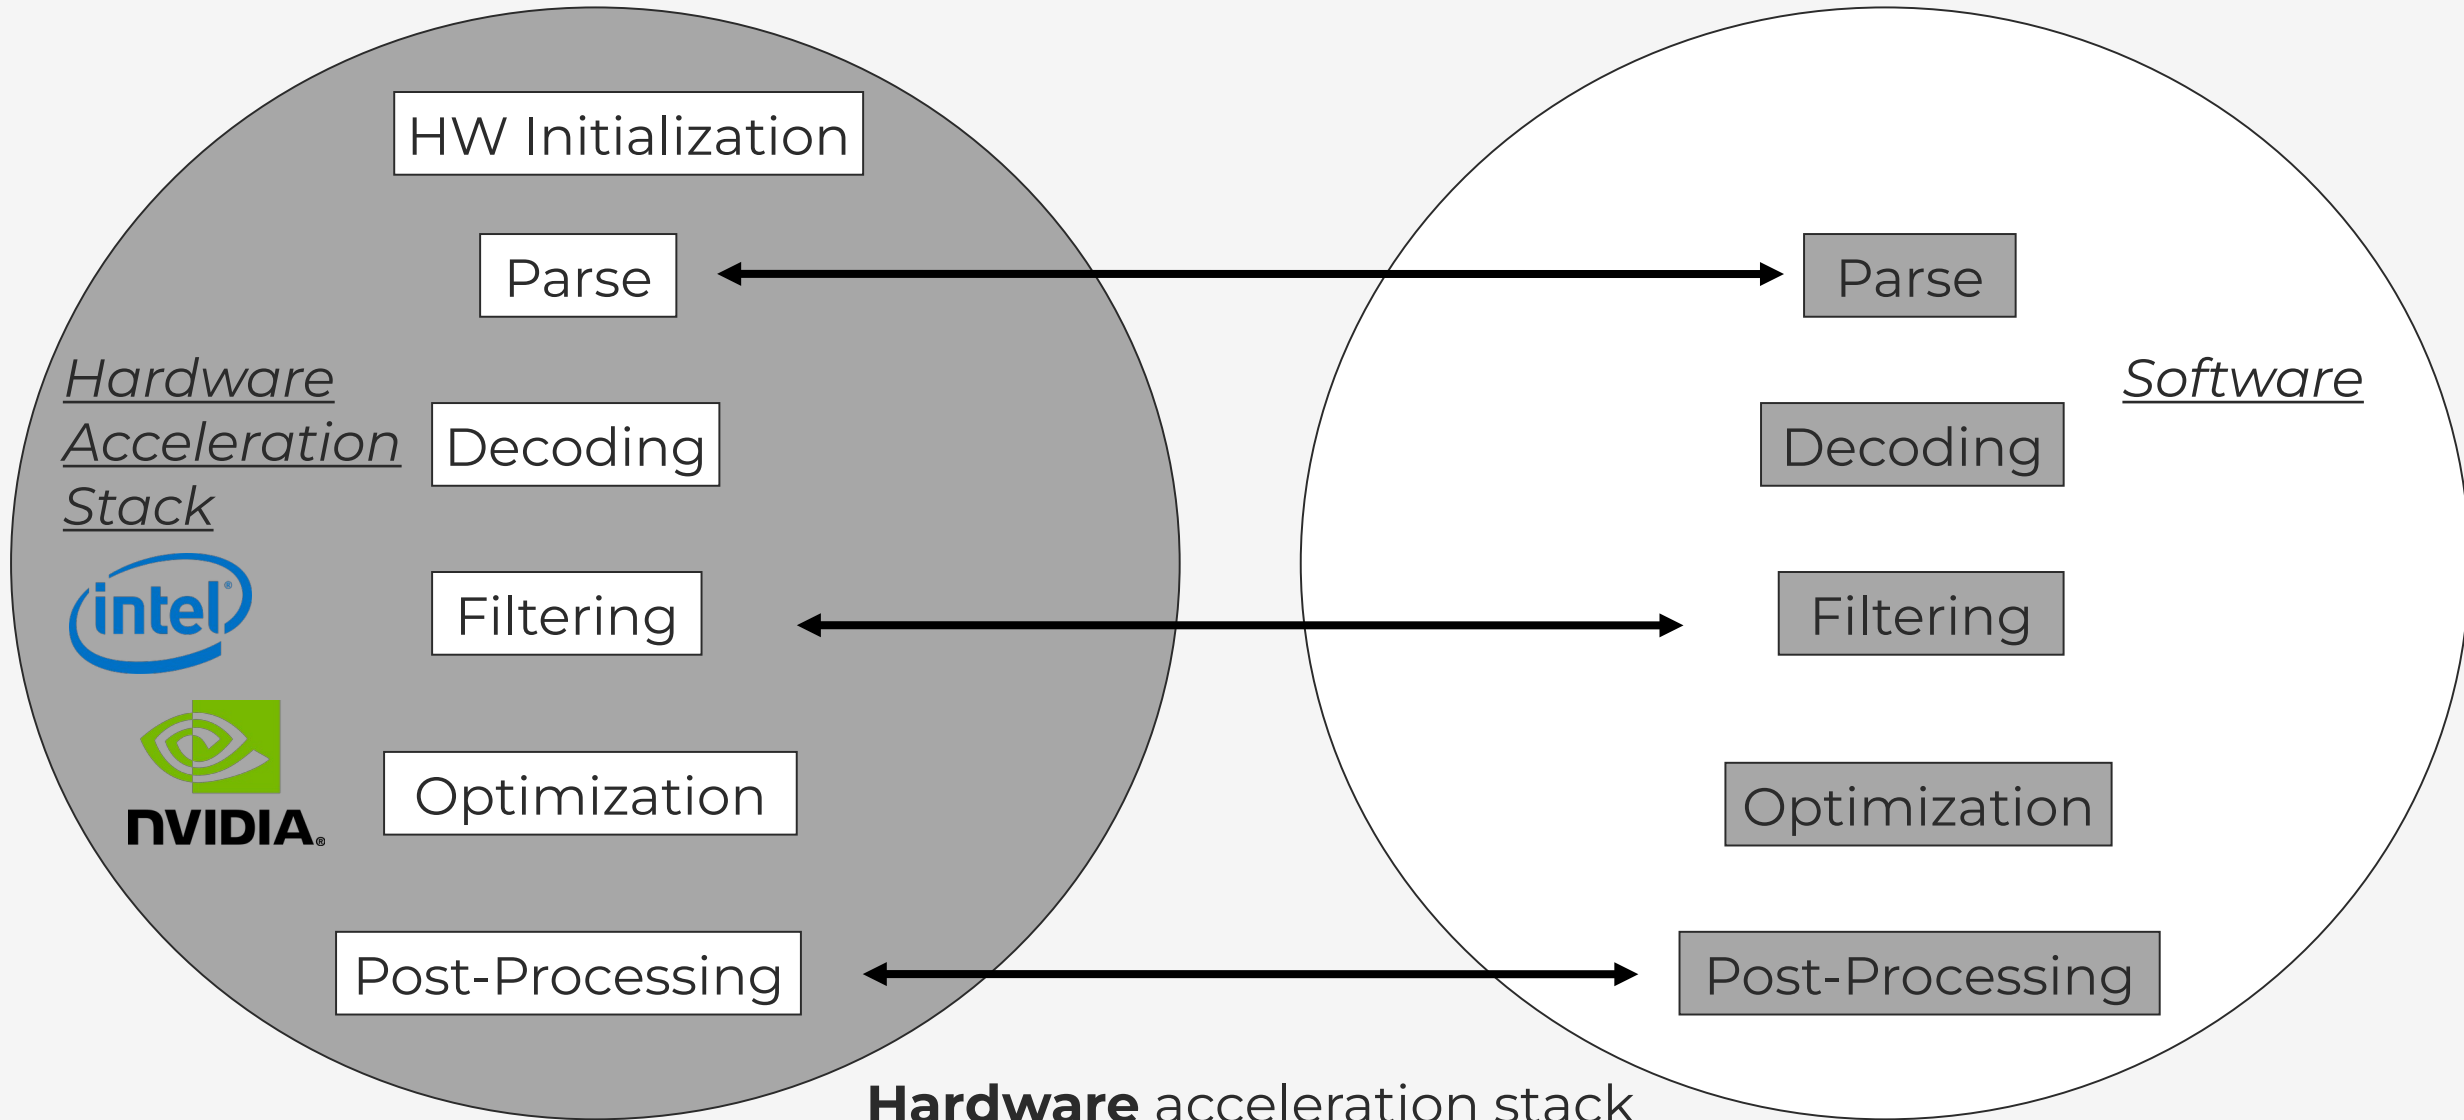 HW Initialization
Parse
Parse
Hardware
Acceleration
Stack
Software
Decoding
Decoding
intel®
Filtering
Filtering
NVIDIA®
Optimization
Optimization
Post-Processing
Post-Processing
Hardware acceleration stack